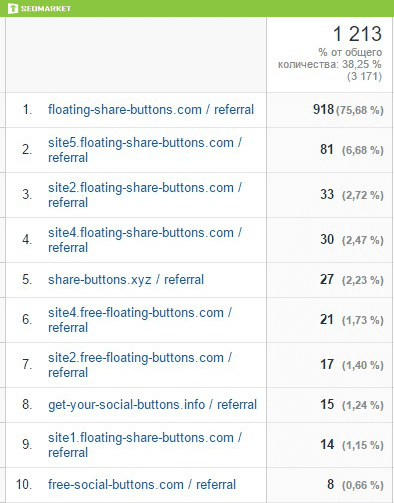 SEOMARKET
1 213
% от общего
количества: 38,25 %
(3 171)
1. floating-share-buttons.com / referral 918 (75,68 %)
2. site5.floating-share-buttons.com /
referral 81 (6,68 %)
3. site2.floating-share-buttons.com /
referral 33 (2,72 %)
4. site4.floating-share-buttons.com /
referral 30 (2,47 %)
5. share-buttons.xyz / referral 27 (2,23 %)
6. site4.free-floating-buttons.com /
referral 21 (1,73 %)
7. site2.free-floating-buttons.com /
referral 17 (1,40 %)
8. get-your-social-buttons.info / referral 15 (1,24 %)
9. site1.floating-share-buttons.com /
referral 14 (1,15 %)
10. free-social-buttons.com / referral 8 (0,66 %)